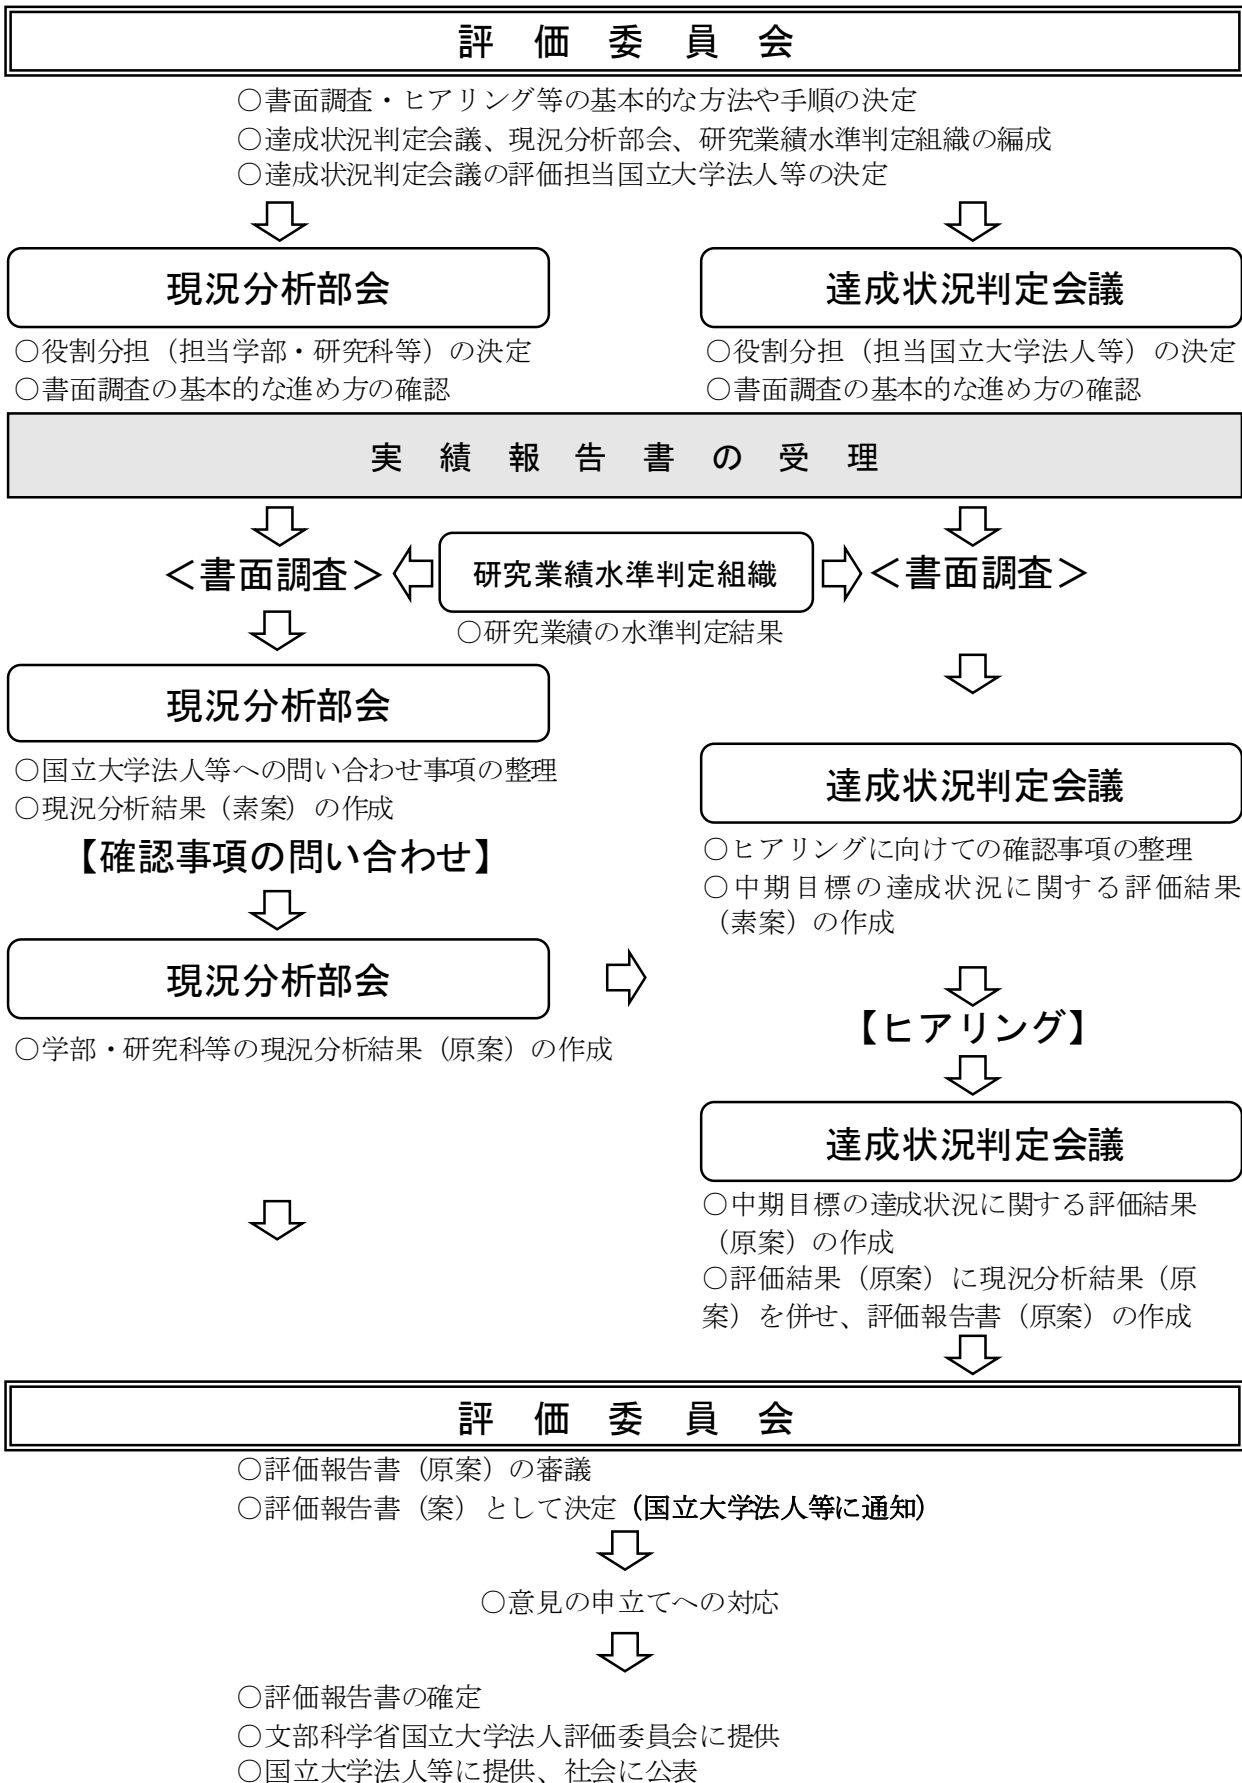 評価委員会
○書面調査・ヒアリング等の基本的な方法や手順の決定
○達成状況判定会議、現況分析部会、研究業績水準判定組織の編成
○達成状況判定会議の評価担当国立大学法人等の決定
現況分析部会
○役割分担（担当学部・研究科等）の決定
○書面調査の基本的な進め方の確認
達成状況判定会議
○役割分担（担当国立大学法人等）の決定
○書面調査の基本的な進め方の確認
実績報告書の受理
＜書面調査＞
研究業績水準判定組織
＜書面調査＞
○研究業績の水準判定結果
現況分析部会
○国立大学法人等への問い合わせ事項の整理
○現況分析結果（素案）の作成
【確認事項の問い合わせ】
現況分析部会
○学部・研究科等の現況分析結果（原案）の作成
達成状況判定会議
○ヒアリングに向けての確認事項の整理
○中期目標の達成状況に関する評価結果
（素案）の作成
【ヒアリング】
達成状況判定会議
○中期目標の達成状況に関する評価結果
（原案）の作成
○評価結果（原案）に現況分析結果（原
案）を併せ、評価報告書（原案）の作成
評価委員会
○評価報告書（原案）の審議
○評価報告書（案）として決定（国立大学法人等に通知）
○意見の申立てへの対応
○評価報告書の確定
○文部科学省国立大学法人評価委員会に提供
○国立大学法人等に提供、社会に公表